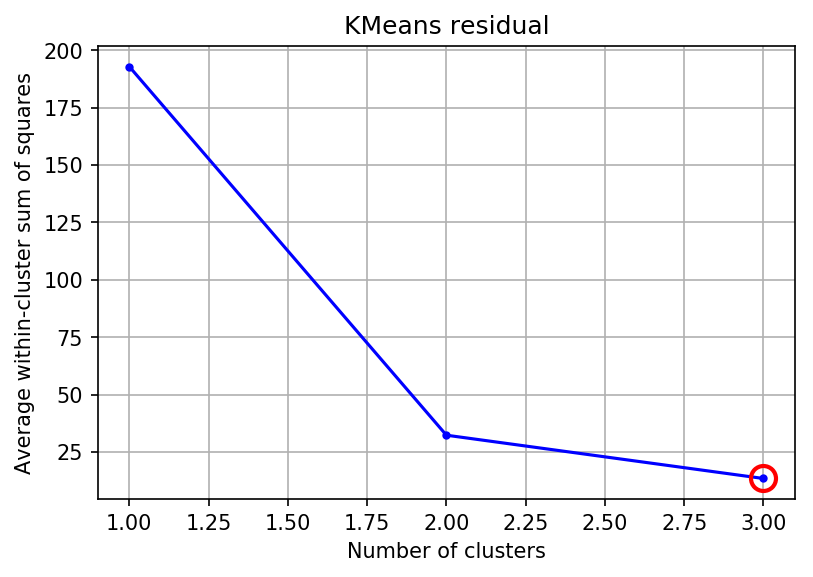 KMeans residual
200
175
150
125
100
75
50
25
Average within-cluster sum of squares
1.00 1.25 1.50 1.75 2.00 2.25 2.50 2.75 3.00
Number of clusters